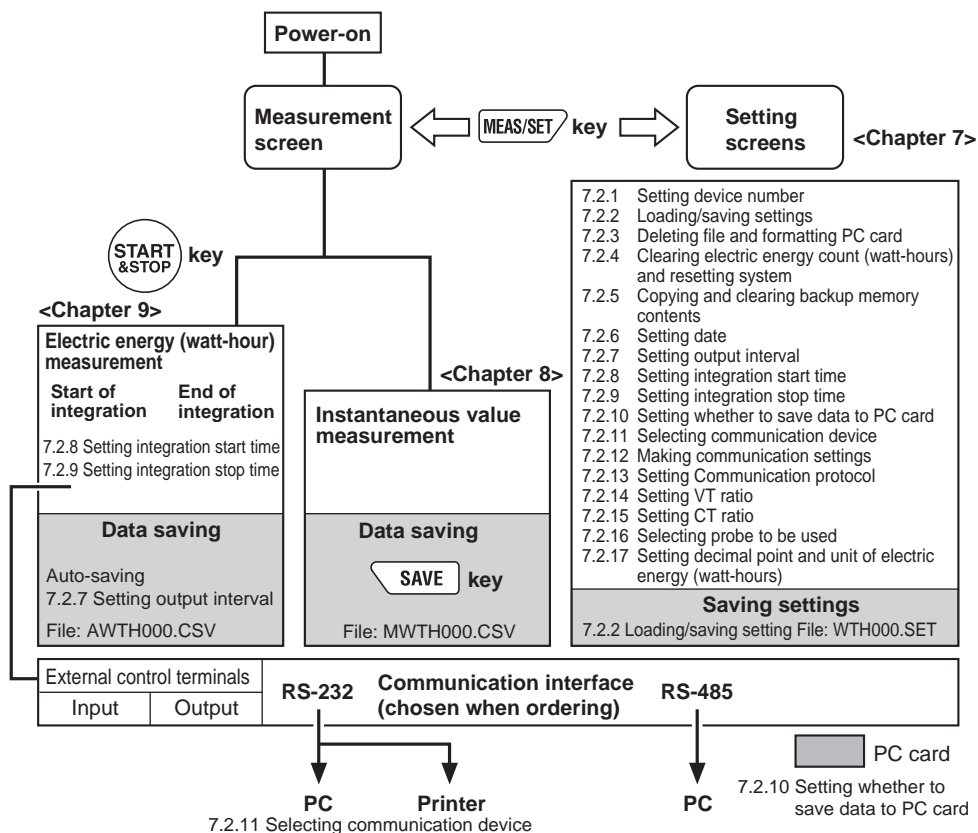 Power-on
Measurement
screen
MEAS/SET key
Setting
screens
<Chapter 7>
START
&STOP
key
<Chapter 9>
Electric energy (watt-hour)
measurement
Start of
integration
End of
integration
7.2.8 Setting integration start time
7.2.9 Setting integration stop time
Data saving
Auto-saving
7.2.7 Setting output interval
File: AWTH000.CSV
<Chapter 8>
Instantaneous value
measurement
Data saving
SAVE key
File: MWTH000.CSV
7.2.1 Setting device number
7.2.2 Loading/saving settings
7.2.3 Deleting file and formatting PC card
7.2.4 Clearing electric energy count (watt-hours)
and resetting system
7.2.5 Copying and clearing backup memory
contents
7.2.6 Setting date
7.2.7 Setting output interval
7.2.8 Setting integration start time
7.2.9 Setting integration stop time
7.2.10 Setting whether to save data to PC card
7.2.11 Selecting communication device
7.2.12 Making communication settings
7.2.13 Setting Communication protocol
7.2.14 Setting VT ratio
7.2.15 Setting CT ratio
7.2.16 Selecting probe to be used
7.2.17 Setting decimal point and unit of electric
energy (watt-hours)
Saving settings
7.2.2 Loading/saving setting File: WTH000.SET
External control terminals
Input
Output
RS-232
Communication interface
(chosen when ordering)
RS-485
PC
Printer
7.2.11 Selecting communication device
PC
PC card
7.2.10 Setting whether to
save data to PC card